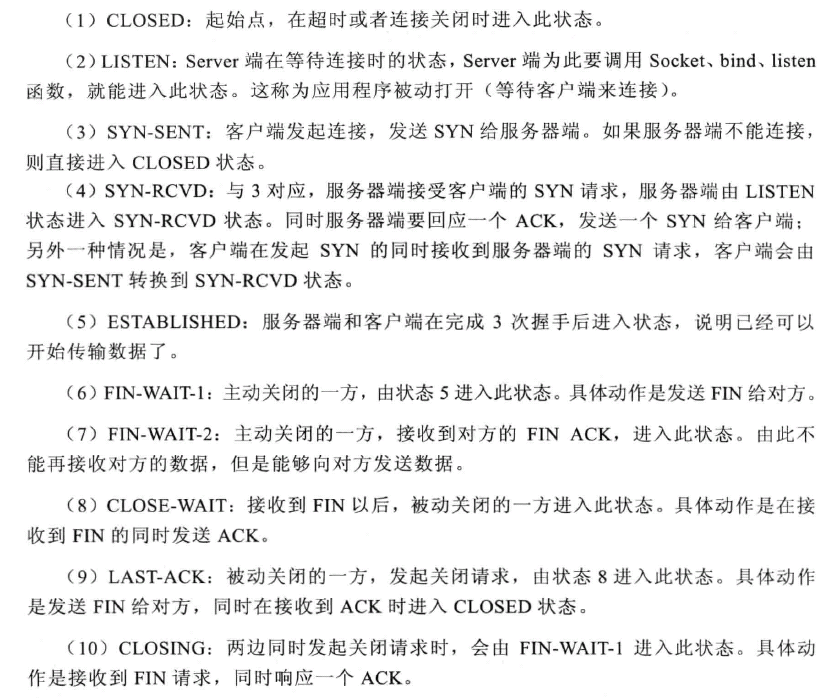 （1）CLOSED：起始点，在超时或者连接关闭时进入此状态。
（2）LISTEN：Server 端在等待连接时的状态，Server 端为此要调用 Socket、bind、listen
函数，就能进入此状态。这称为应用程序被动打开（等待客户端来连接）。
（3）SYN-SENT：客户端发起连接，发送 SYN 给服务器端。如果服务器端不能连接，
则直接进入 CLOSED 状态。
（4）SYN-RCVD：与 3 对应，服务器端接受客户端的 SYN 请求，服务器端由 LISTEN
状态进入 SYN-RCVD 状态。同时服务器端要回应一个 ACK，发送一个 SYN 给客户端；
另外一种情况是，客户端在发起 SYN 的同时接收到服务器端的 SYN 请求，客户端会由
SYN-SENT 转换到 SYN-RCVD 状态。
（5）ESTABLISHED：服务器端和客户端在完成 3 次握手后进入状态，说明已经可以
开始传输数据了。
（6）FIN-WAIT-1：主动关闭的一方，由状态 5 进入此状态。具体动作是发送 FIN 给对方。
（7）FIN-WAIT-2：主动关闭的一方，接收到对方的 FIN ACK，进入此状态。由此不
能再接收对方的数据，但是能够向对方发送数据。
（8）CLOSE-WAIT：接收到 FIN 以后，被动关闭的一方进入此状态。具体动作是在接
收到 FIN 的同时发送 ACK。
（9）LAST-ACK：被动关闭的一方，发起关闭请求，由状态 8 进入此状态。具体动作
是发送 FIN 给对方，同时在接收到 ACK 时进入 CLOSED 状态。
（10）CLOSING：两边同时发起关闭请求时，会由 FIN-WAIT-1 进入此状态。具体动
作是接收到 FIN 请求，同时响应一个 ACK。